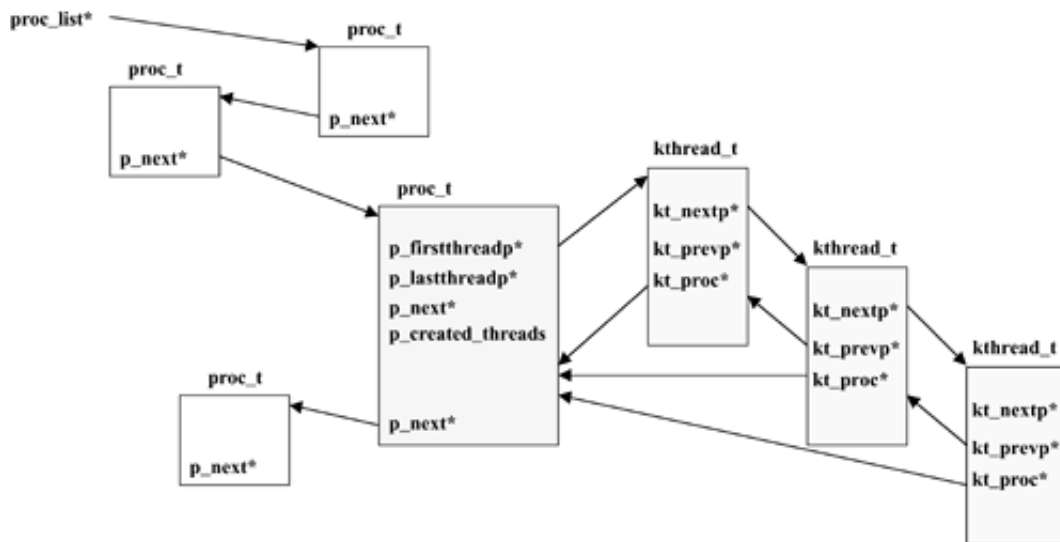 proc_list*
proc_t
p_next*
proc_t
p_next*
proc_t
p_firstthreadp*
p_lastthreadp*
p_next*
p_created_threads
p_next*
proc_t
p_next*
kthread_t
kt_nextp*
kt_prevp*
kt_proc*
kthread_t
kt_nextp*
kt_prevp*
kt_proc*
kthread_t
kt_nextp*
kt_prevp*
kt_proc*